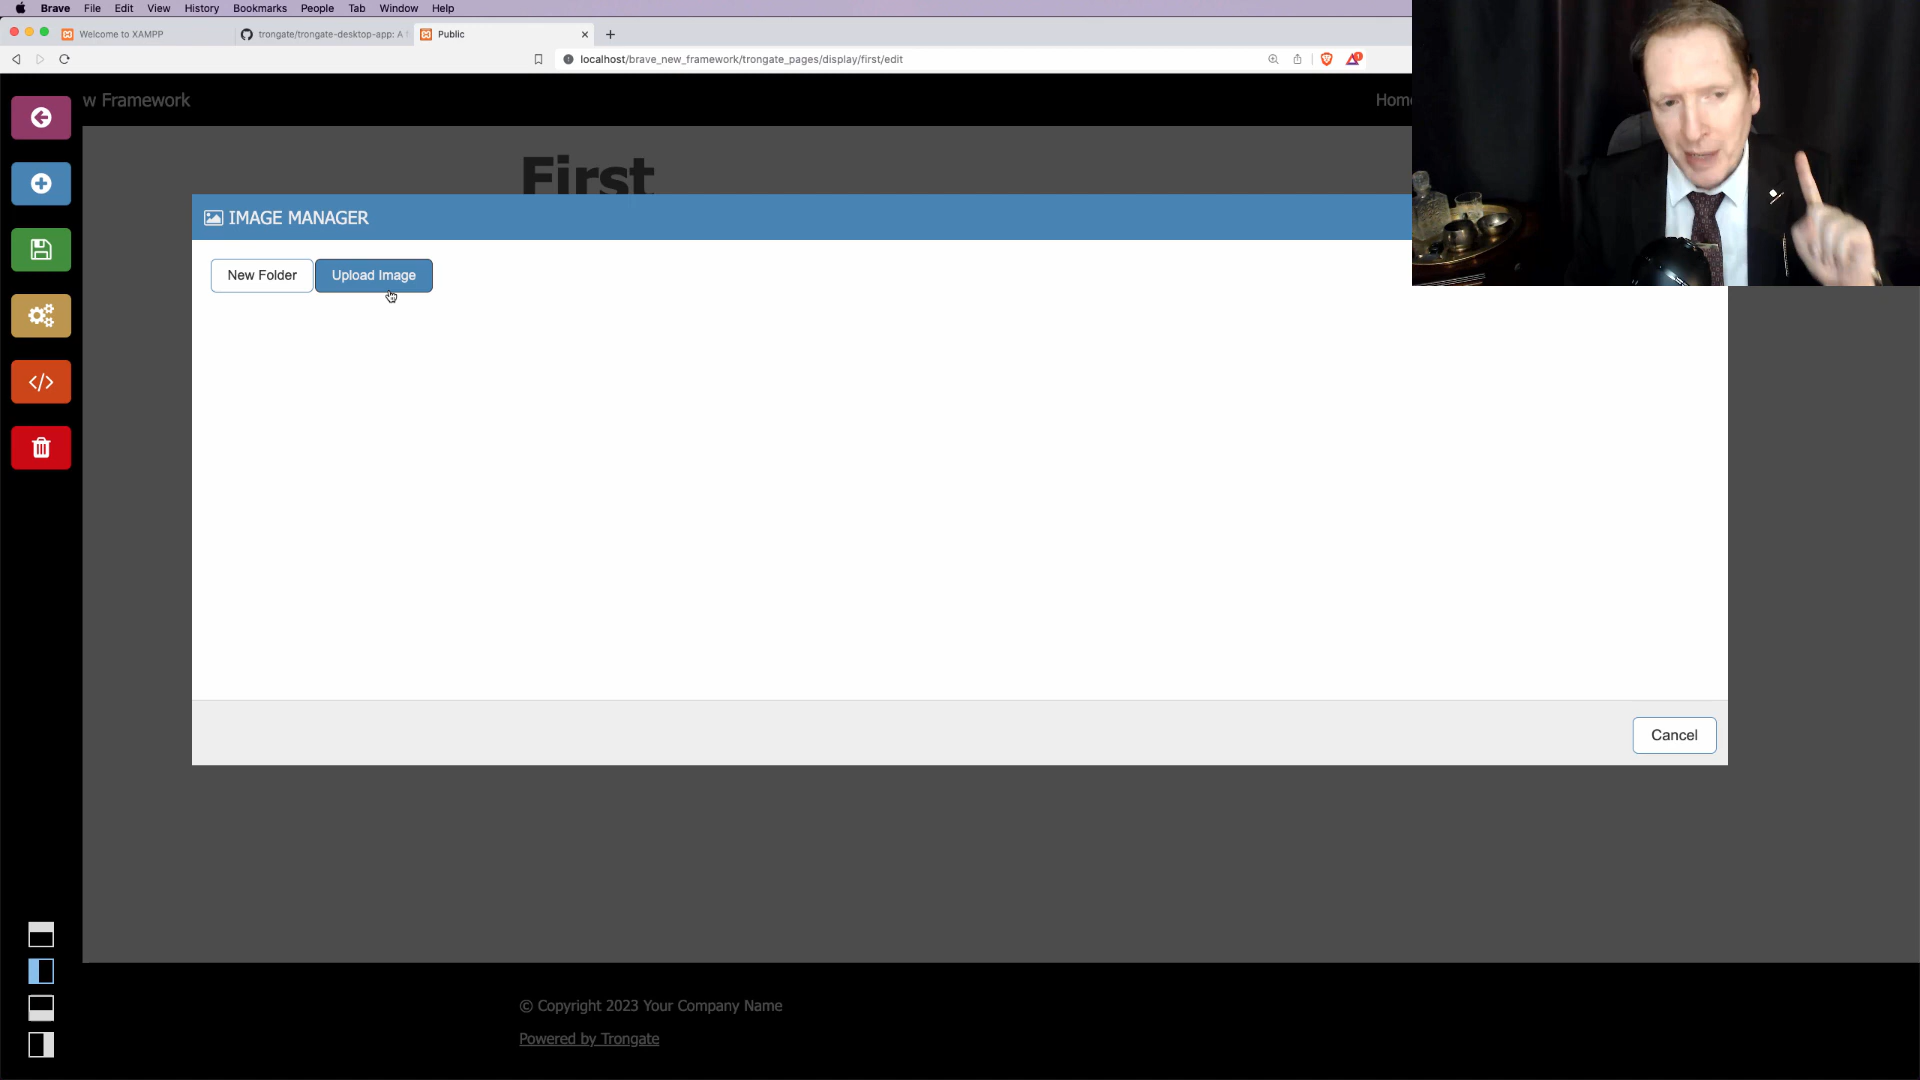 Brave File Edit View History Bookmarks People Tab Window Help
Welcome to XAMPP
trongate/trongate-desktop-app: A
Public
localhost/brave_new_framework/trongate_pages/display/first/edit
1
w Framework
Home
First
IMAGE MANAGER
New Folder
Upload Image
Cancel
© Copyright 2023 Your Company Name
Powered by Trongate